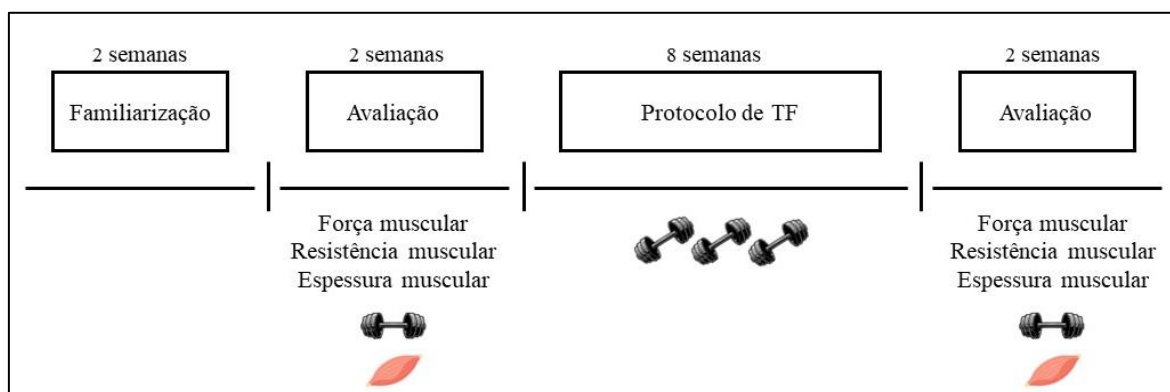 2 semanas
2 semanas
8 semanas
2 semanas
Familiarização
Avaliação
Protocolo de TF
Avaliação
Força muscular
Resistência muscular
Espessura muscular
Força muscular
Resistência muscular
Espessura muscular